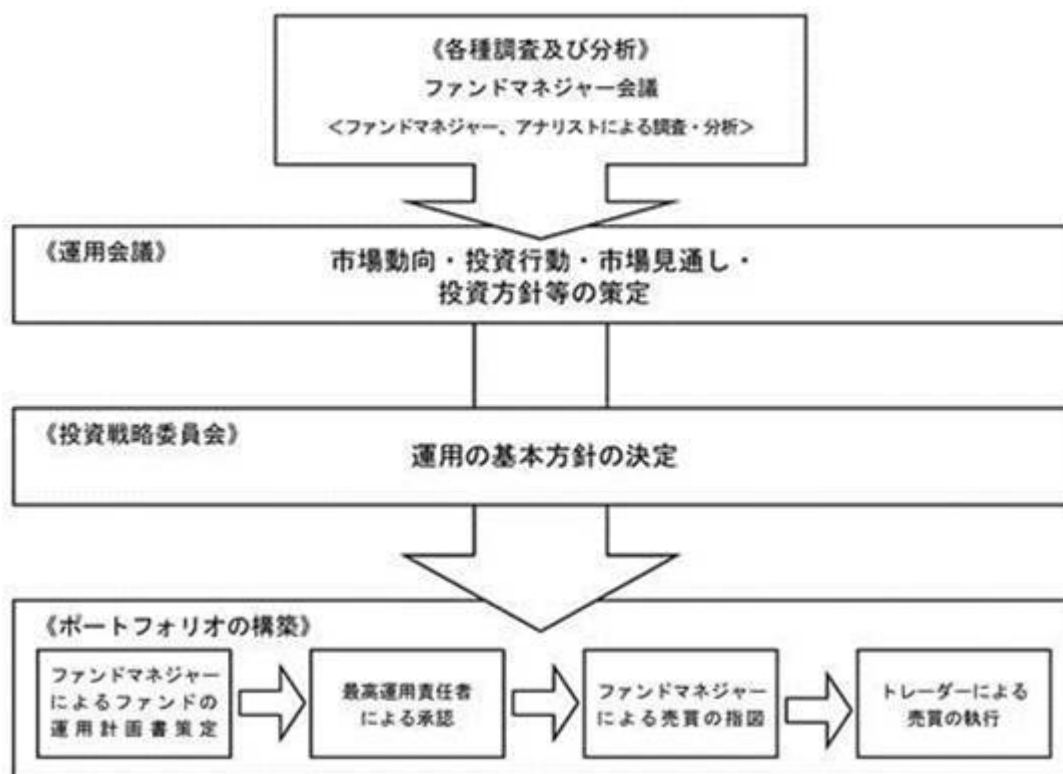 《各種調査及び分析》
ファンドマネジャー会議
＜ファンドマネジャー、アナリストによる調査・分析＞
《運用会議》
市場動向・投資行動・市場見通し・
投資方針等の策定
《投資戦略委員会》
運用の基本方針の決定
《ポートフォリオの構築》
ファンドマネジャー
によるファンドの
運用計画書策定
最高運用責任者
による承認
ファンドマネジャー
による売買の指図
トレーダーによる
売買の執行